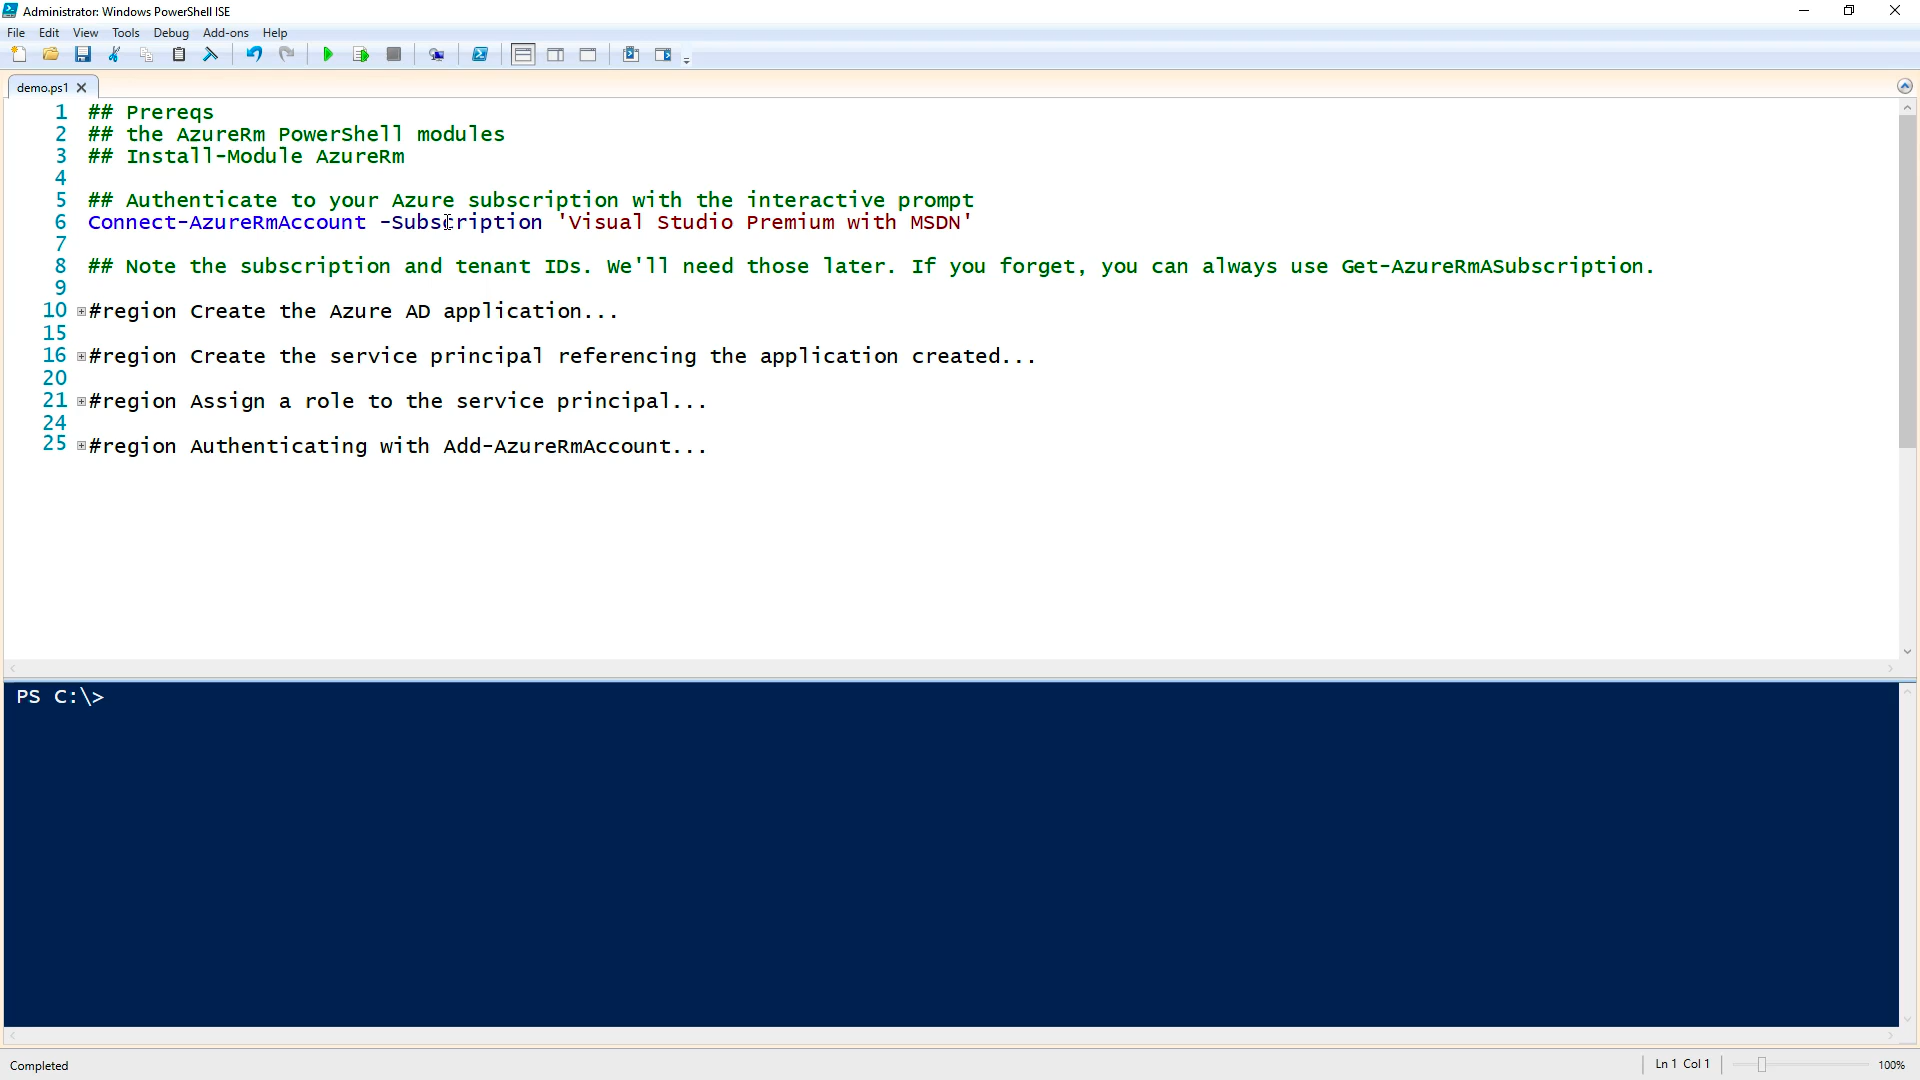 Administrator: Windows PowerShell ISE
File Edit View Tools Debug Add-ons Help
demo.ps1
1 ## Prereqs
2 ## the AzureRm PowerShell modules
3 ## Install-Module AzureRm
4
5 ## Authenticate to your Azure subscription with the interactive prompt
6 Connect-AzureRmAccount -Subscription 'Visual Studio Premium with MSDN'
7
8 ## Note the subscription and tenant IDs. We'll need those later. If you forget, you can always use Get-AzureRmASubscription.
9
10 #region Create the Azure AD application...
15
16 #region Create the service principal referencing the application created...
20
21 #region Assign a role to the service principal...
24
25 #region Authenticating with Add-AzureRmAccount...
PS C:\>
Completed
Ln 1 Col 1
100%